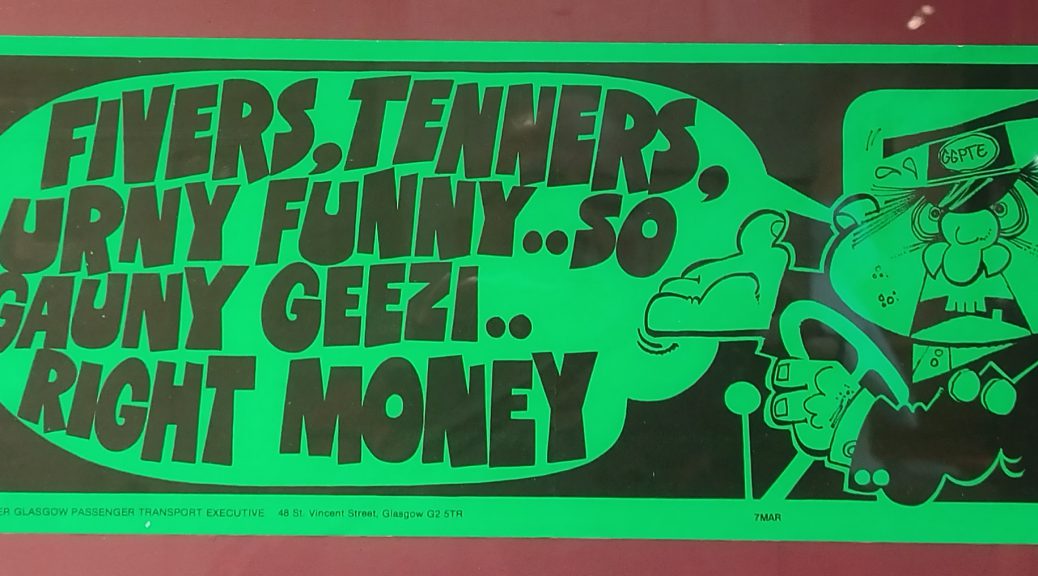 FIVERS, TENNERS,
URNY FUNNY..SO
GAUNY GEEZI..
RIGHT MONEY
GGPTE
ER GLASGOW PASSENGER TRANSPORT EXECUTIVE 48 St. Vincent Street, Glasgow G2 5TR
7MAR